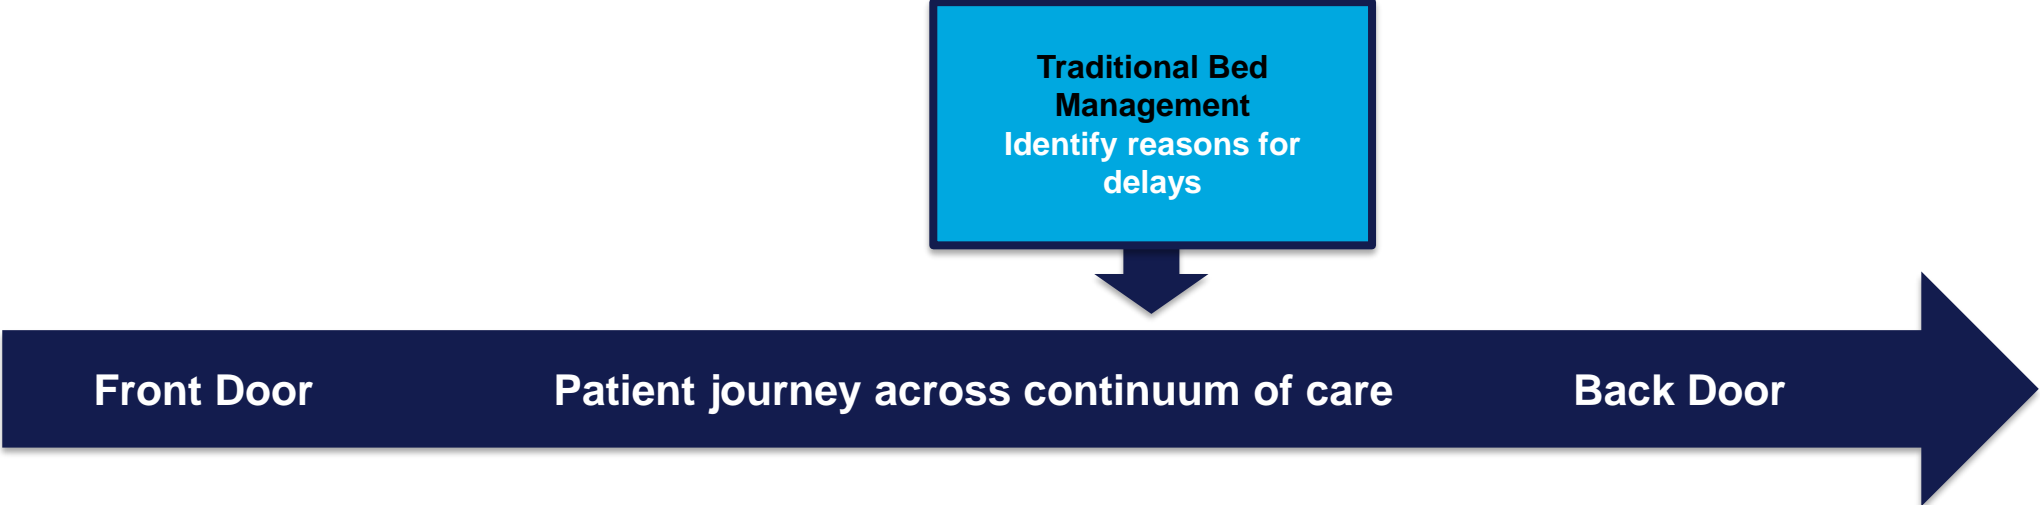 Traditional Bed
Management
Identify reasons for
delays
Front Door
Patient journey across continuum of care
Back Door